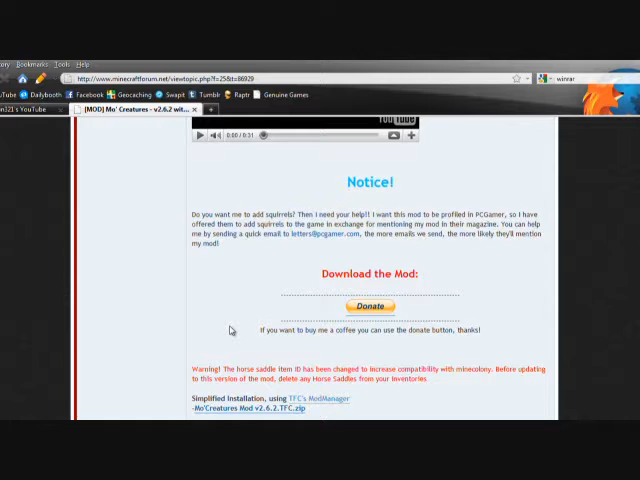 ory Bookmarks Tools Help
http://www.minecraftforum.net/viewtopic.php?f=25&t=86929
winrar
uTube Dailybooth Facebook Geocaching Swapit Tumblr Raptr Genuine Games
on321's YouTube [MOD] Mo' Creatures - v2.6.2 wit...
YouTube
0:00 / 0:31
Notice!
Do you want me to add squirrels? Then I need your help!! I want this mod to be profiled in PCGamer, so I have
offered them to add squirrels to the game in exchange for mentioning my mod in their magazine. You can help
me by sending a quick email to letters@pcgamer.com, the more emails we send, the more likely they'll mention
my mod!
Download the Mod:
Donate
If you want to buy me a coffee you can use the donate button, thanks!
Warning! The horse saddle item ID has been changed to increase compatibility with minecolony. Before updating
to this version of the mod, delete any Horse Saddles from your inventories
Simplified Installation, using TFC's ModManager
-Mo'Creatures Mod v2.6.2.TFC.zip